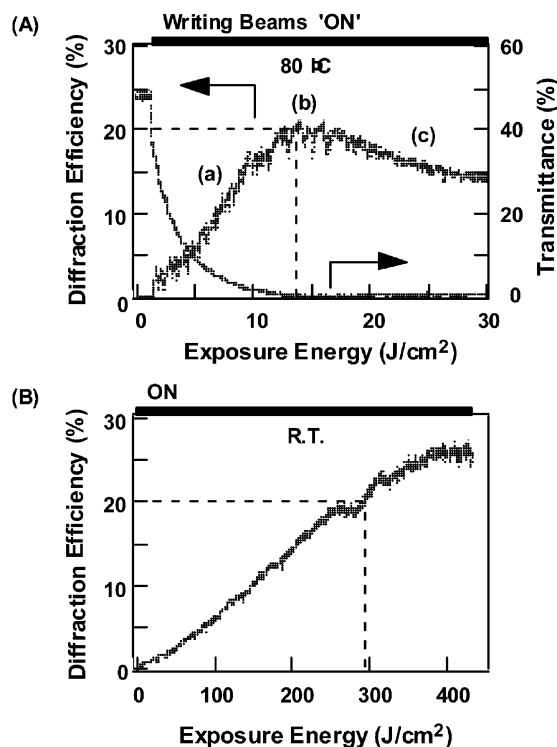 (A)
Writing Beams 'ON'
Diffraction Efficiency (%)
30
20
10
0
80 °C
(a)
(b)
(c)
60
40
20
0
Transmittance (%)
0
10
20
30
Exposure Energy (J/cm²)
(B)
ON
Diffraction Efficiency (%)
30
20
10
0
R.T.
0
100
200
300
400
Exposure Energy (J/cm²)